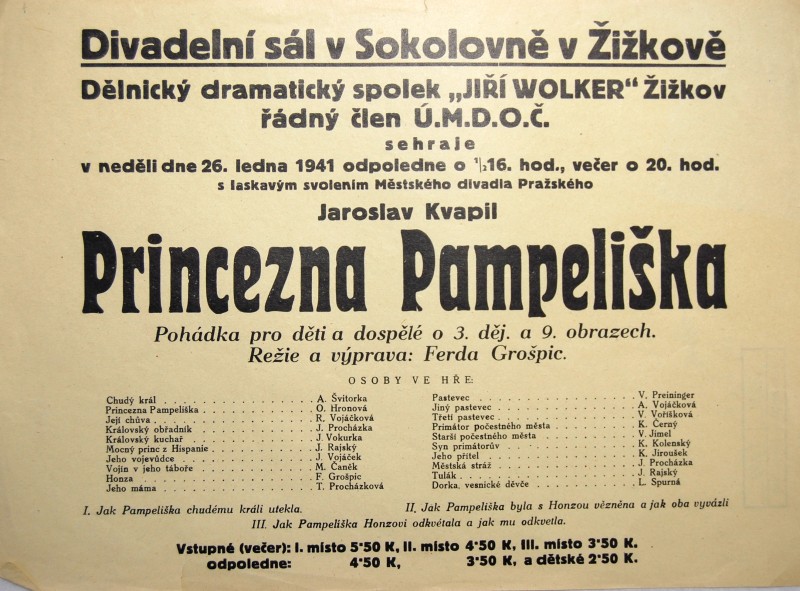 Divadelní sál v Sokolovně v Žižkově
Dělnický dramatický spolek „JIŘÍ WOLKER“ Žižkov
řádný člen Ú.M.D.O.Č.
sehraje
v neděli dne 26. ledna 1941 odpoledne o ½16. hod., večer o 20. hod.
s laskavým svolením Městského divadla Pražského
Jaroslav Kvapil
Princezna Pampeliška
Pohádka pro děti a dospělé o 3. děj. a 9. obrazech.
Režie a výprava: Ferda Grošpic.
OSOBY VE HŘE:
Chudý král . . . . . . . . . . . . . . A. Švitorka
Princezna Pampeliška . . . . . . . . . . O. Hronová
Její chůva . . . . . . . . . . . . . . R. Vojáčková
Královský obřadník . . . . . . . . . . . J. Procházka
Královský kuchař . . . . . . . . . . . . J. Vokurka
Mocný princ z Hispanie . . . . . . . . . J. Rajský
Jeho vojevůdce . . . . . . . . . . . . . J. Vojáček
Vojín v jeho táboře . . . . . . . . . . . M. Čaněk
Honza . . . . . . . . . . . . . . . . F. Grošpic
Jeho máma . . . . . . . . . . . . . . T. Procházková
Pastevec . . . . . . . . . . . . . . . V. Preininger
Jiný pastevec . . . . . . . . . . . . . A. Vojáčková
Třetí pastevec . . . . . . . . . . . . . V. Voříšková
Primátor počestného města . . . . . . . . K. Černý
Starší počestného města . . . . . . . . . V. Jimel
Syn primátorův . . . . . . . . . . . . . K. Kolenský
Jeho přítel . . . . . . . . . . . . . . K. Jiroušek
Městská stráž . . . . . . . . . . . . . J. Procházka
Tulák . . . . . . . . . . . . . . . . J. Rajský
Dorka, vesnické děvče . . . . . . . . . . L. Spurná
I. Jak Pampeliška chudému králi utekla.
II. Jak Pampeliška byla s Honzou vězněna a jak oba vyvázli
III. Jak Pampeliška Honzovi odkvétala a jak mu odkvetla.
Vstupné (večer): I. místo 5·50 K, II. místo 4·50 K, III. místo 3·50 K.
odpoledne: 4·50 K, 3·50 K, a dětské 2·50 K.